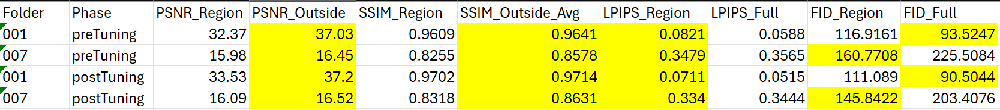 Folder Phase PSNR_Region PSNR_Outside SSIM_Region SSIM_Outside_Avg LPIPS_Region LPIPS_Full FID_Region FID_Full
001 preTuning 32.37 37.03 0.9609 0.9641 0.0821 0.0588 116.9161 93.5247
007 preTuning 15.98 16.45 0.8255 0.8578 0.3479 0.3565 160.7708 225.5084
001 postTuning 33.53 37.2 0.9702 0.9714 0.0711 0.0515 111.089 90.5044
007 postTuning 16.09 16.52 0.8318 0.8631 0.334 0.3444 145.8422 203.4076